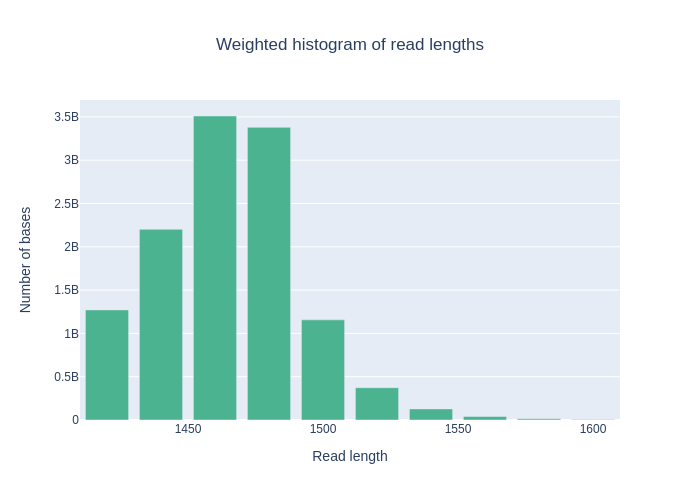 Weighted histogram of read lengths
3.5B
3B
2.5B
2B
1.5B
1B
0.5B
0
Number of bases
1450 1500 1550 1600
Read length